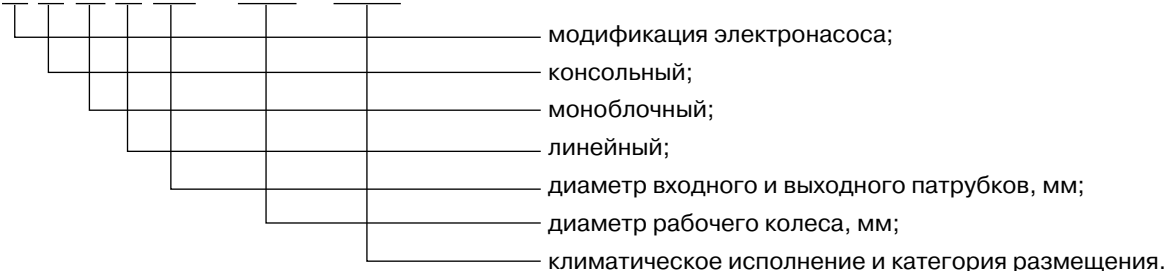 модификация электронасоса;
консольный;
моноблочный;
линейный;
диаметр входного и выходного патрубков, мм;
диаметр рабочего колеса, мм;
климатическое исполнение и категория размещения.